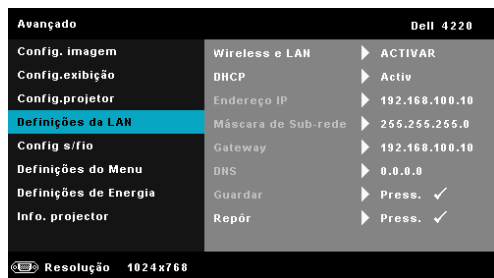 Avançado Dell 4220
Config. imagem
Config.exibição
Config.projetor
Definições da LAN
Config s/fio
Definições do Menu
Definições de Energia
Info. projector
Wireless e LAN ACTIVAR
DHCP Activ
Endereço IP 192.168.100.10
Máscara de Sub-rede 255.255.255.0
Gateway 192.168.100.10
DNS 0.0.0.0
Guardar Press. ✓
Repór Press. ✓
Resolução 1024x768